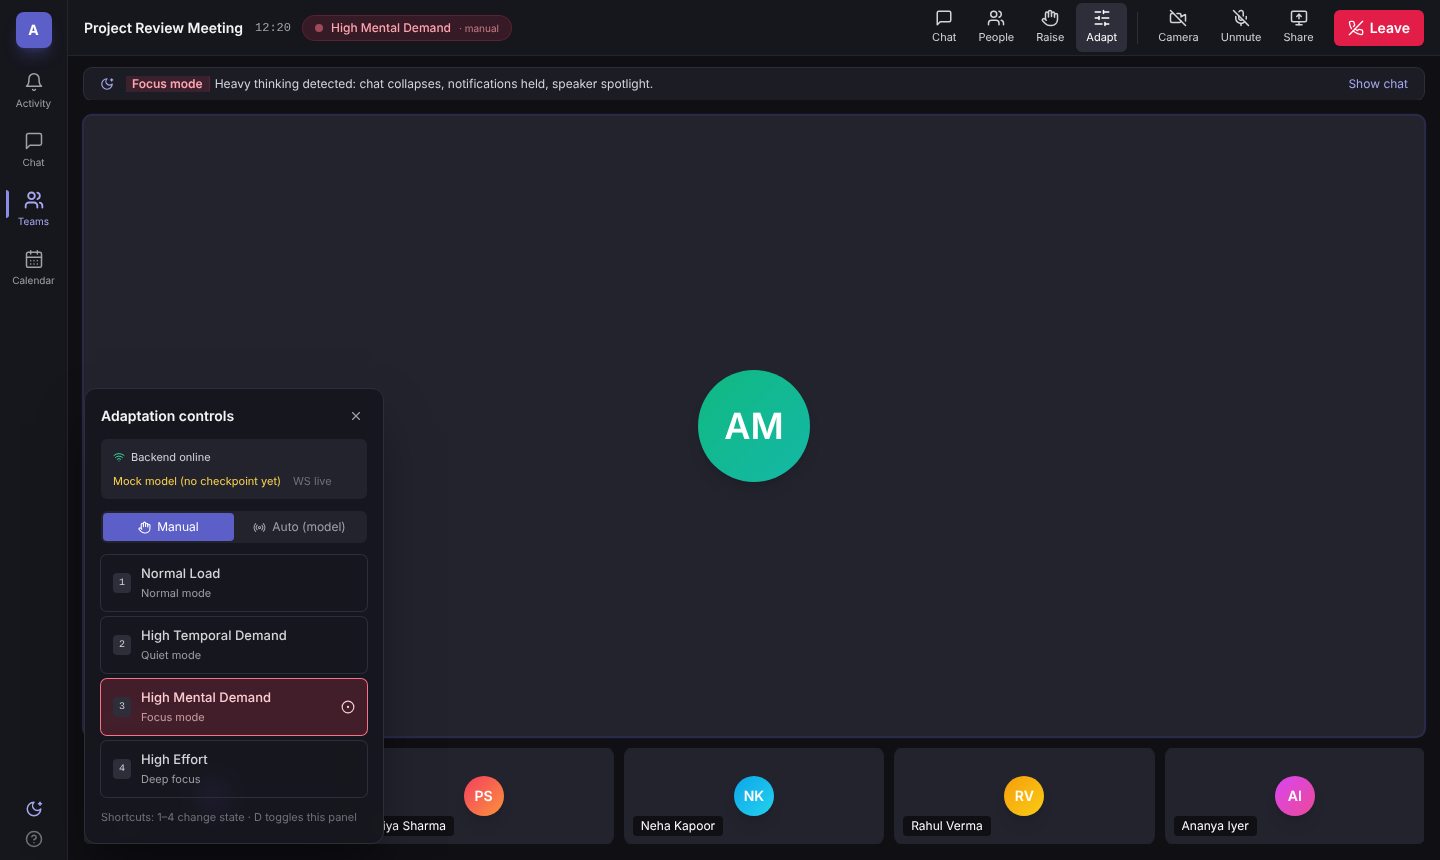 A
Activity
Chat
Teams
Calendar
Project Review Meeting 12:20 High Mental Demand · manual
Chat People Raise Adapt Camera Unmute Share Leave
Focus mode Heavy thinking detected: chat collapses, notifications held, speaker spotlight. Show chat
AM
Adaptation controls
Backend online
Mock model (no checkpoint yet) WS live
Manual Auto (model)
1 Normal Load
Normal mode
2 High Temporal Demand
Quiet mode
3 High Mental Demand
Focus mode
4 High Effort
Deep focus
Shortcuts: 1–4 change state · D toggles this panel
PS
iya Sharma
NK
Neha Kapoor
RV
Rahul Verma
AI
Ananya Iyer